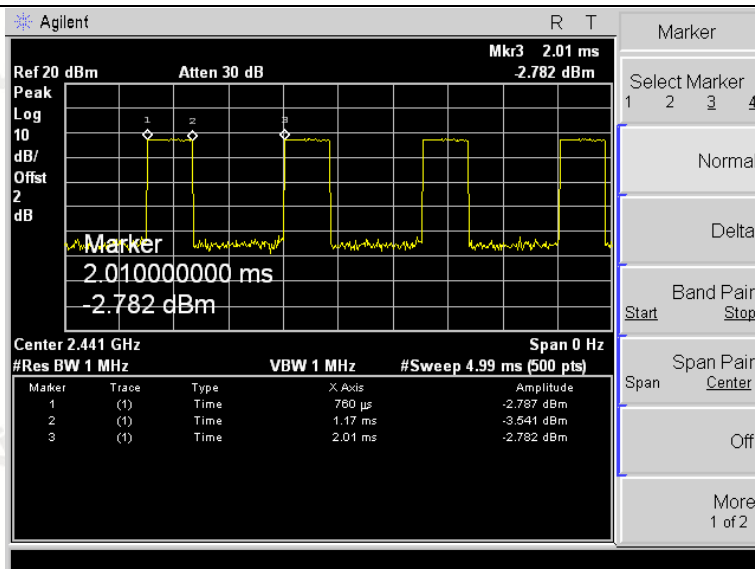 Agilent R T
Mkr3 2.01 ms
Ref 20 dBm Atten 30 dB -2.782 dBm
Peak
Log
10
dB/
Offst
2
dB
1 2 3
Marker
2.010000000 ms
-2.782 dBm
Center 2.441 GHz Span 0 Hz
#Res BW 1 MHz VBW 1 MHz #Sweep 4.99 ms (500 pts)
Marker Trace Type X Axis Amplitude
1 (1) Time 760 µs -2.787 dBm
2 (1) Time 1.17 ms -3.541 dBm
3 (1) Time 2.01 ms -2.782 dBm
Marker
Select Marker
1 2 3 4
Norma
Delta
Band Pair
Start Stop
Span Pair
Span Center
Off
More
1 of 2